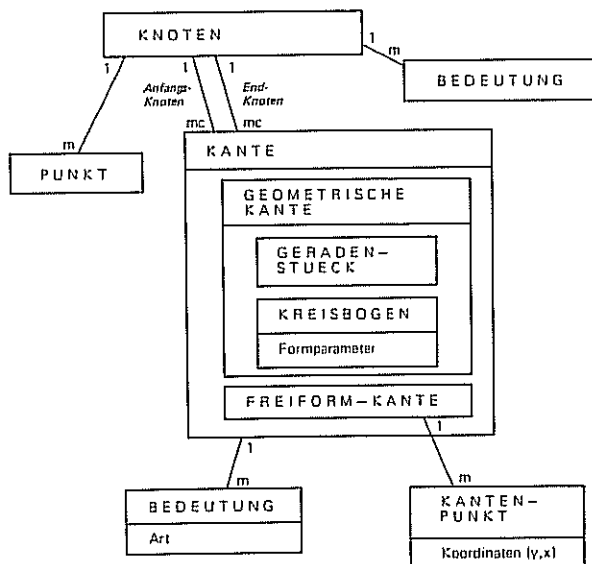 KNOTEN
1
1
1
1
m
Anfangs-
Knoten
End-
Knoten
BEDEUTUNG
m
mc
mc
PUNKT
KANTE
GEOMETRISCHE
KANTE
GERADEN-
STUECK
KREISBOGEN
Formparameter
FREIFORM-KANTE
1
1
m
m
BEDEUTUNG
Art
KANTEN-
PUNKT
Koordinaten (y,x)